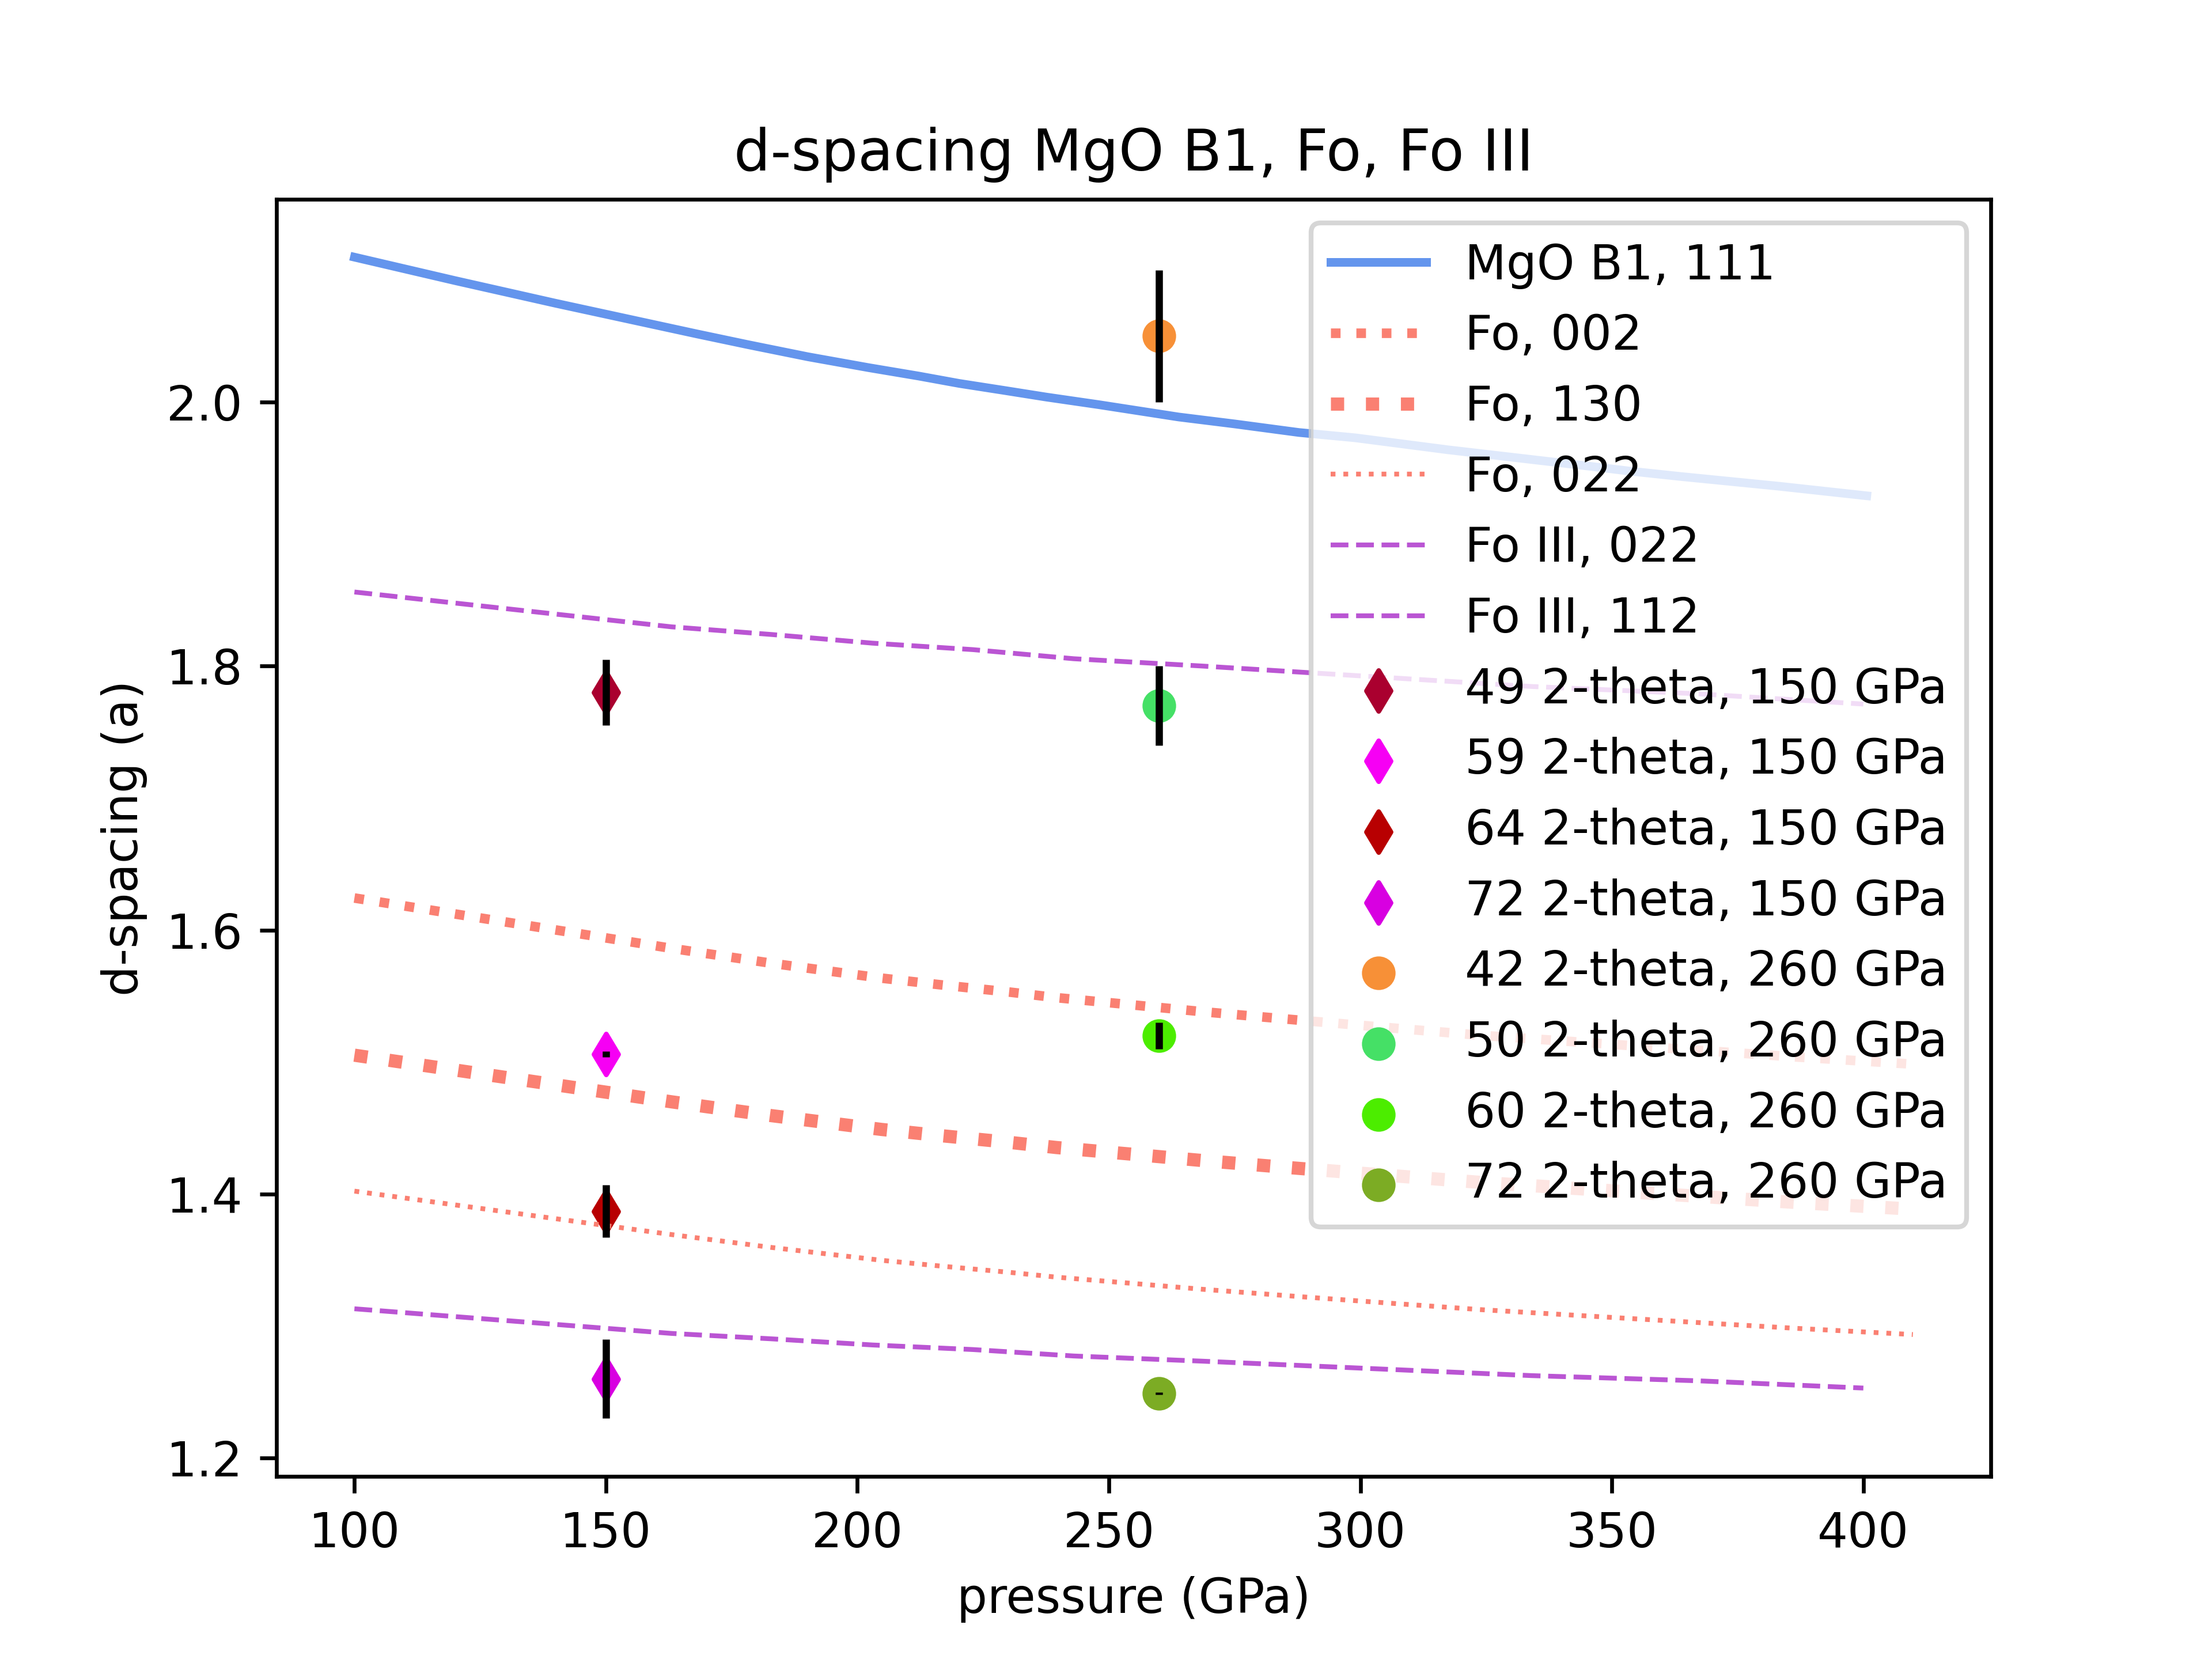 d-spacing MgO B1, Fo, Fo III
d-spacing (a)
2.0
1.8
1.6
1.4
1.2
MgO B1, 111
Fo, 002
Fo, 130
Fo, 022
Fo III, 022
Fo III, 112
49 2-theta, 150 GPa
59 2-theta, 150 GPa
64 2-theta, 150 GPa
72 2-theta, 150 GPa
42 2-theta, 260 GPa
50 2-theta, 260 GPa
60 2-theta, 260 GPa
72 2-theta, 260 GPa
100 150 200 250 300 350 400
pressure (GPa)